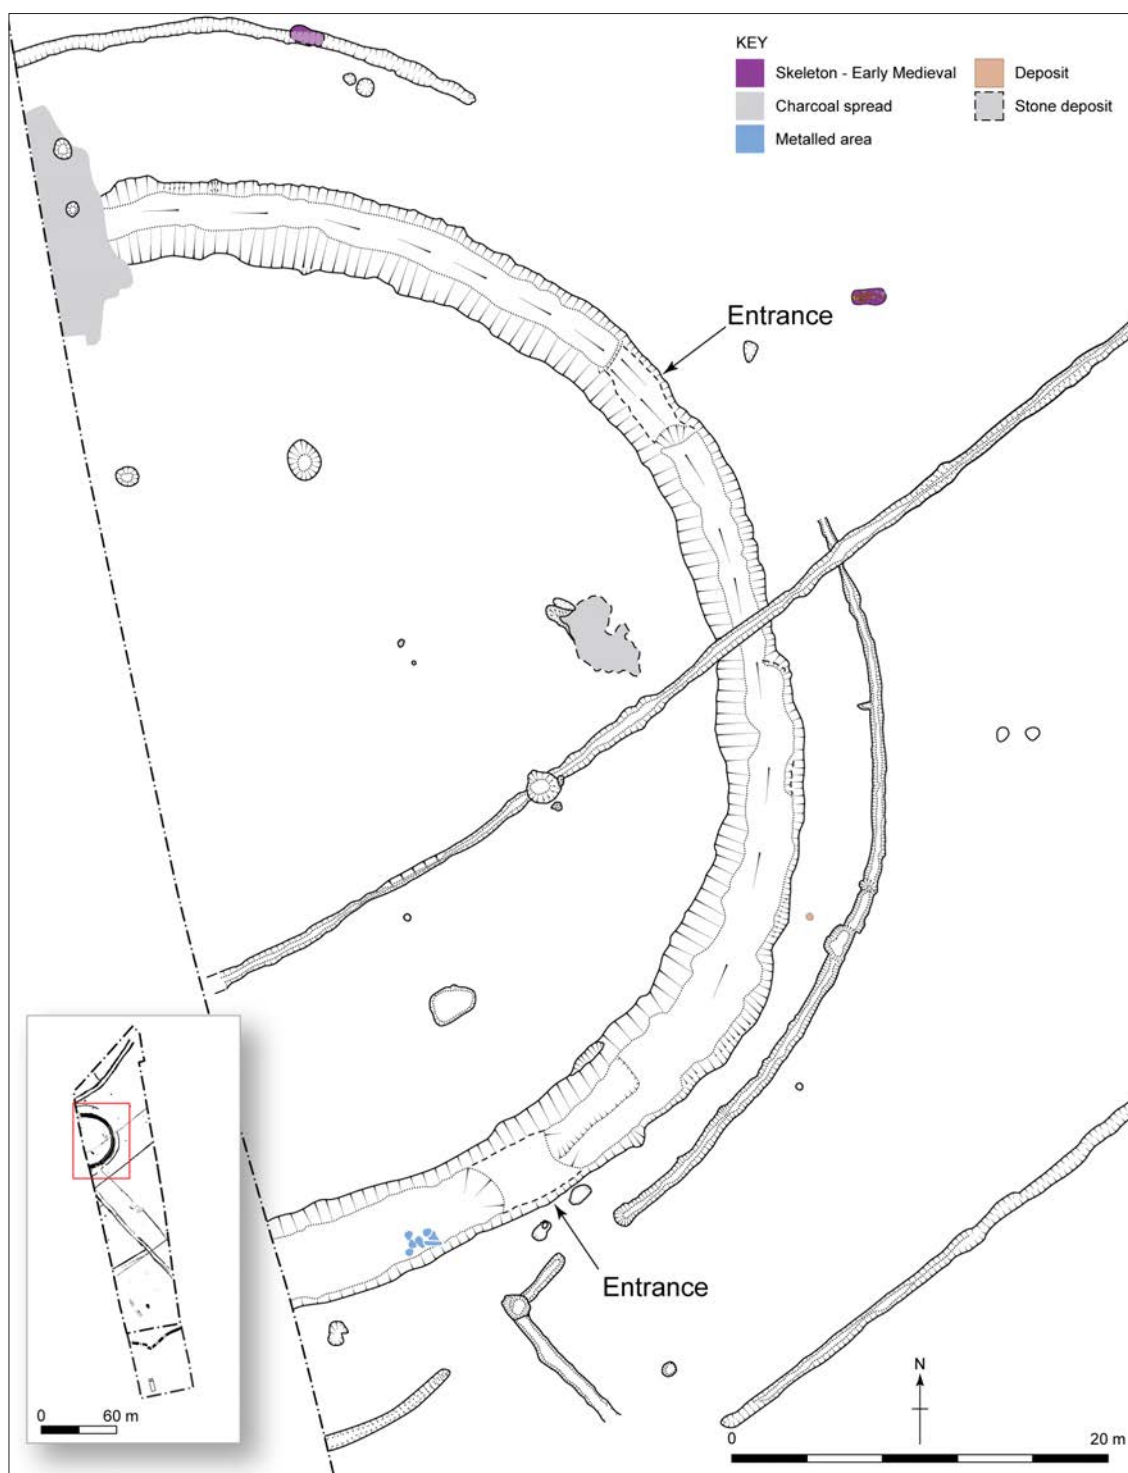 KEY
Skeleton - Early Medieval
Deposit
Charcoal spread
Stone deposit
Metalled area
Entrance
Entrance
N
0 20 m
0 60 m